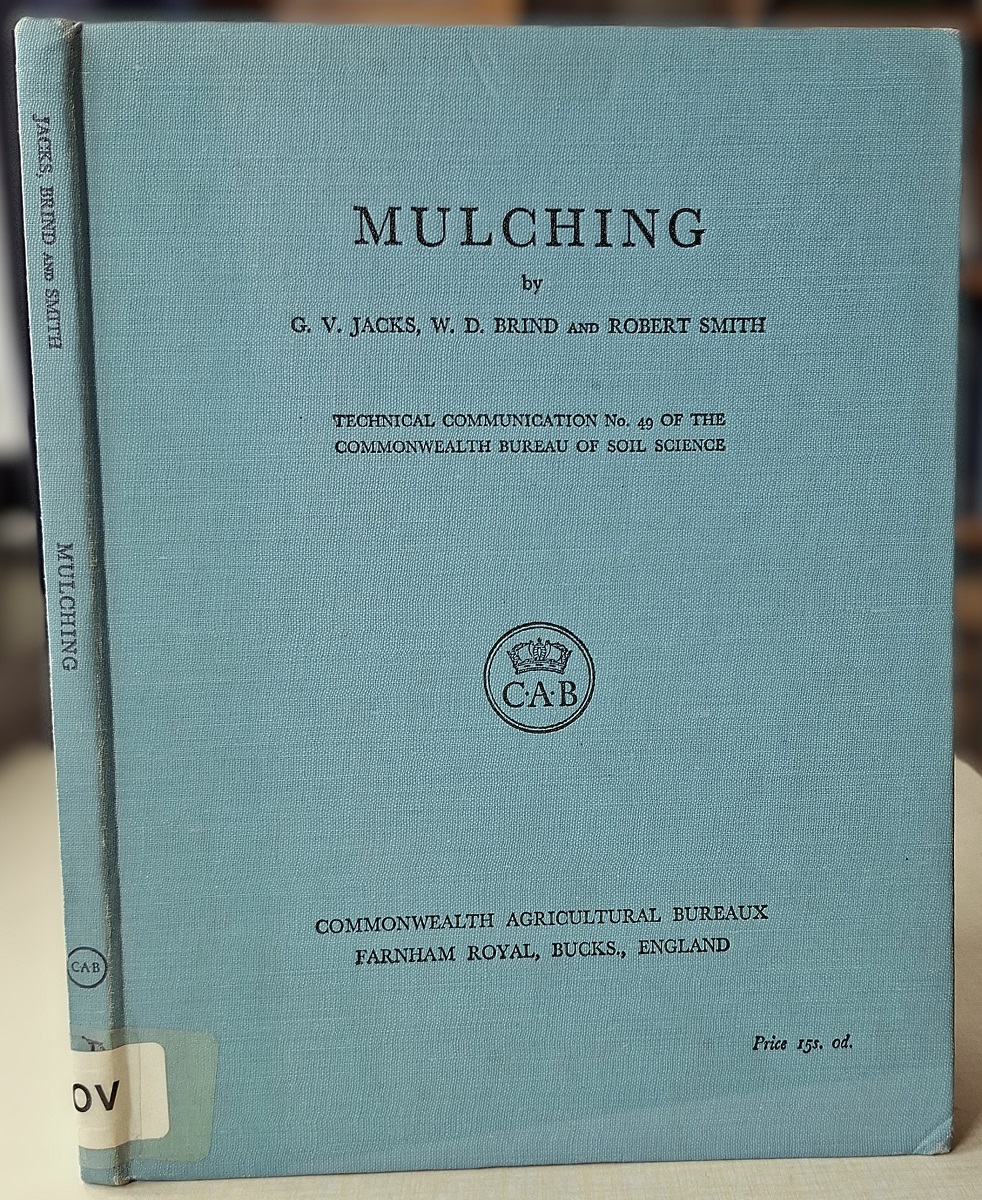 MULCHING
by
G. V. JACKS, W. D. BRIND AND ROBERT SMITH
TECHNICAL COMMUNICATION No. 49 OF THE
COMMONWEALTH BUREAU OF SOIL SCIENCE
C·A·B
COMMONWEALTH AGRICULTURAL BUREAUX
FARNHAM ROYAL, BUCKS., ENGLAND
Price 15s. od.
JACKS, BRIND AND SMITH
MULCHING
CAB
OV